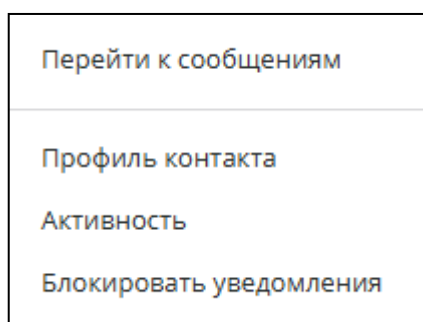 Перейти к сообщениям
Профиль контакта
Активность
Блокировать уведомления